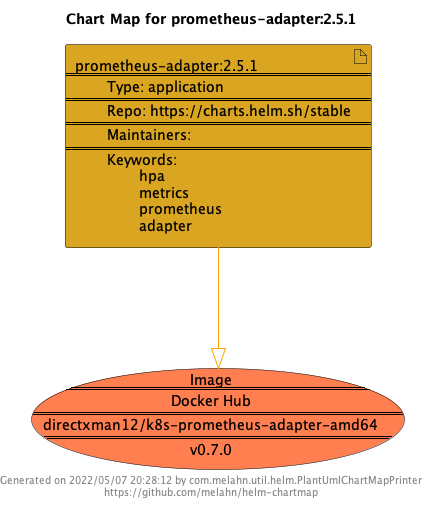 Chart Map for prometheus-adapter:2.5.1
prometheus-adapter:2.5.1
Type: application
Repo: https://charts.helm.sh/stable
Maintainers:
Keywords:
hpa
metrics
prometheus
adapter
Image
Docker Hub
directxman12/k8s-prometheus-adapter-amd64
v0.7.0
Generated on 2022/05/07 20:28:12 by com.melahn.util.helm.PlantUmlChartMapPrinter
https://github.com/melahn/helm-chartmap